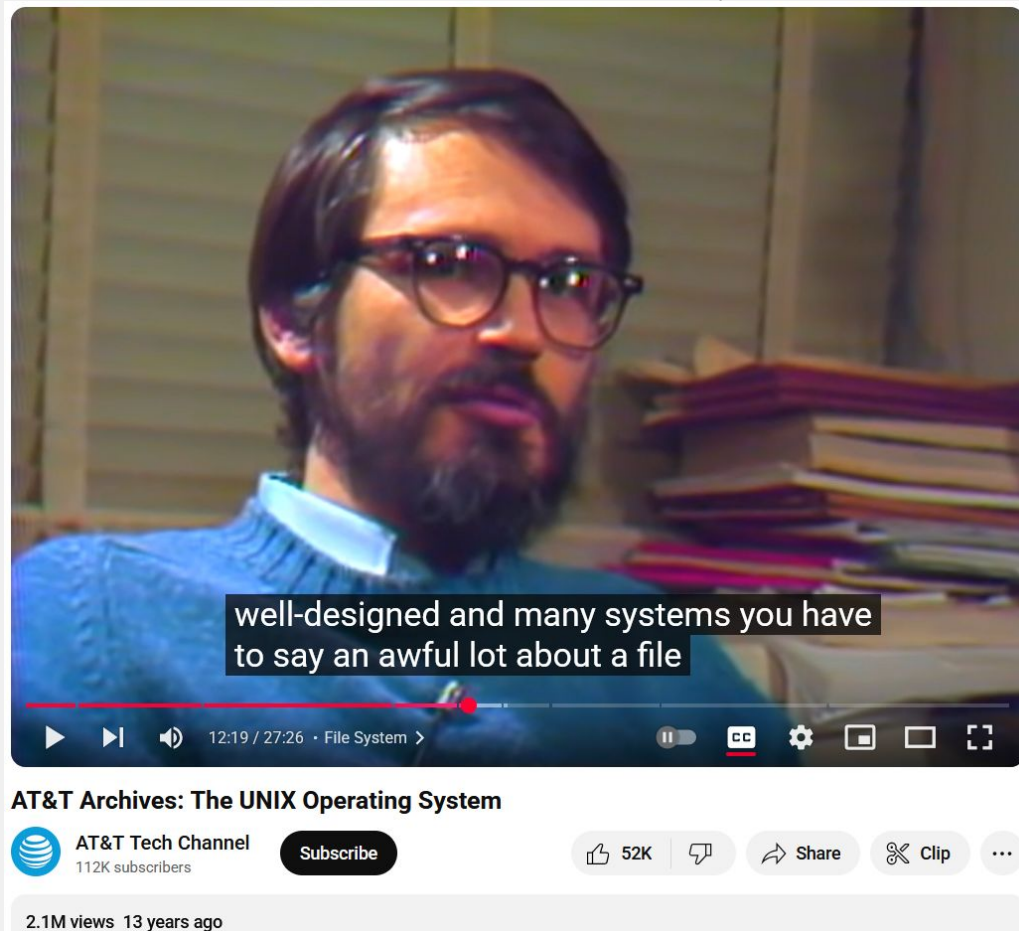 well-designed and many systems you have
to say an awful lot about a file
12:19 / 27:26 • File System >
CC
AT&T Archives: The UNIX Operating System
AT&T Tech Channel
112K subscribers
Subscribe
52K
Share
Clip
2.1M views 13 years ago